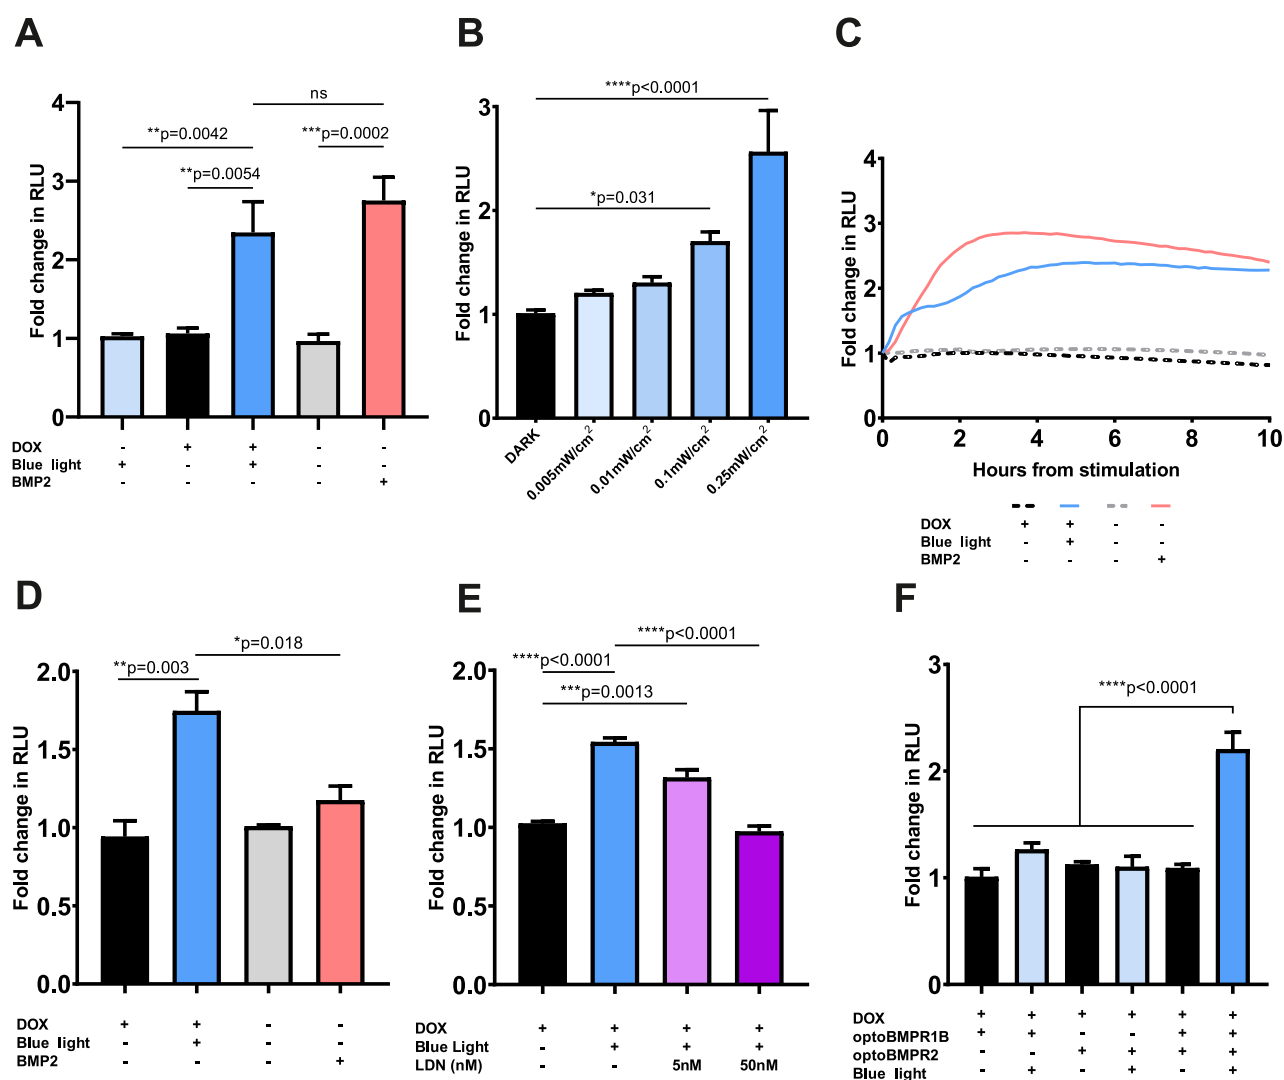 A
Fold change in RLU
4
3
2
1
0
ns
**p=0.0042
***p=0.0002
**p=0.0054
DOX - + + - -
Blue light + - + - -
BMP2 - - - - +
B
Fold change in RLU
3
2
1
0
****p<0.0001
*p=0.031
DARK
0.005mW/cm²
0.01mW/cm²
0.1mW/cm²
0.25mW/cm²
C
Fold change in RLU
4
3
2
1
0
0 2 4 6 8 10
Hours from stimulation
DOX + + - -
Blue light - + - -
BMP2 - - - +
D
Fold change in RLU
2.0
1.5
1.0
0.5
0.0
*p=0.018
**p=0.003
DOX + + - -
Blue light - + - -
BMP2 - - - +
E
Fold change in RLU
2.0
1.5
1.0
0.5
0.0
****p<0.0001
****p<0.0001
***p=0.0013
DOX + + + +
Blue Light - + + +
LDN (nM) - - 5nM 50nM
F
Fold change in RLU
3
2
1
0
****p<0.0001
DOX + + + + + +
optoBMPR1B + + - - + +
optoBMPR2 - - + + + +
Blue light - + - + - +